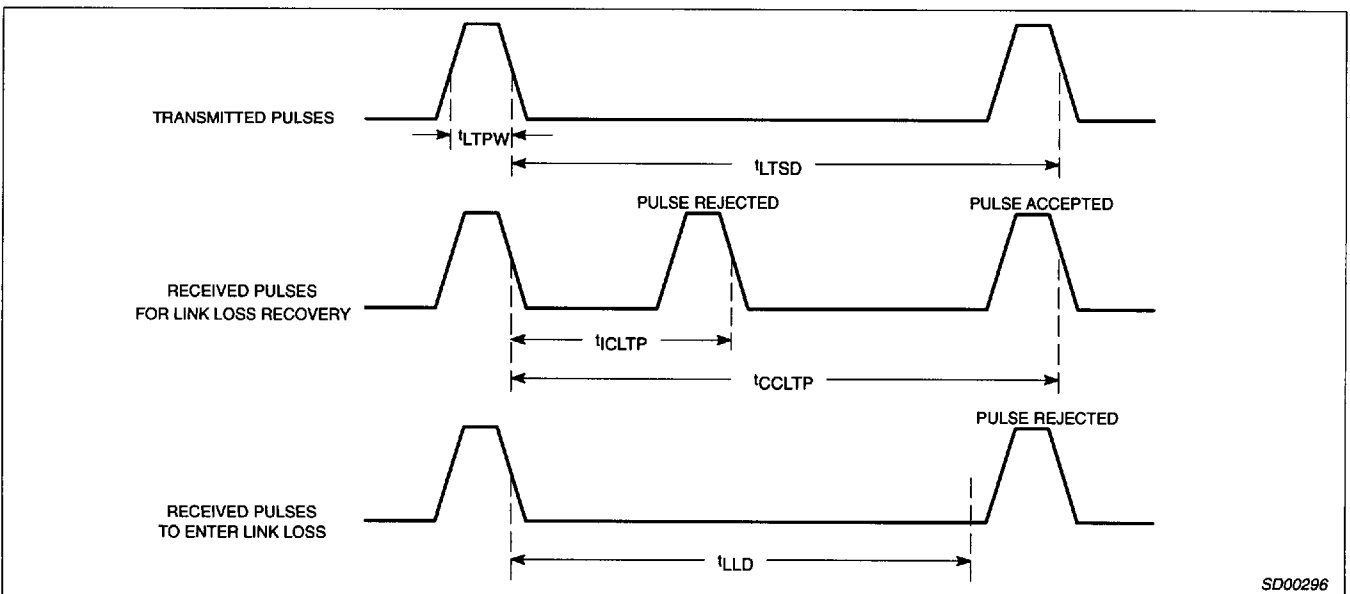 TRANSMITTED PULSES
tLTPW
tLTSD
PULSE REJECTED
PULSE ACCEPTED
RECEIVED PULSES
FOR LINK LOSS RECOVERY
tICLTP
tCCLTP
PULSE REJECTED
RECEIVED PULSES
TO ENTER LINK LOSS
tLLD
SD00296